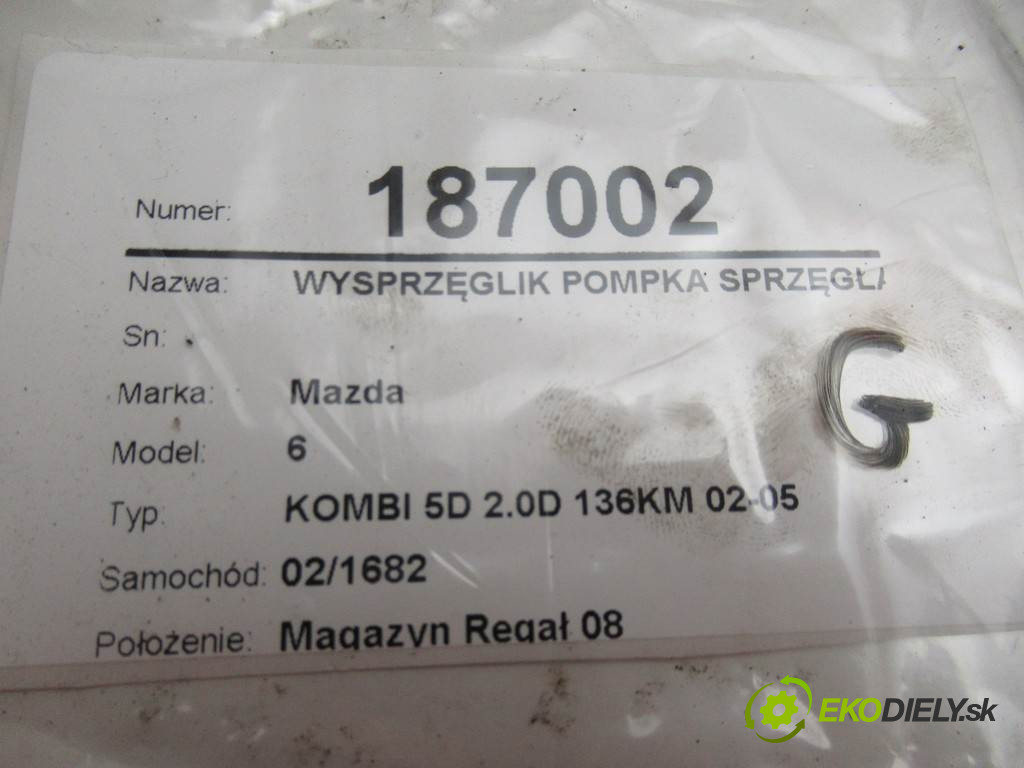 Numer: 187002
Nazwa: WYSPRZĘGLIK POMPKA SPRZĘGŁA
Sn:
Marka: Mazda
G
Model: 6
Typ: KOMBI 5D 2.0D 136KM 02-05
Samochód: 02/1682
Położenie: Magazyn Regał 08
EKODIELY.sk